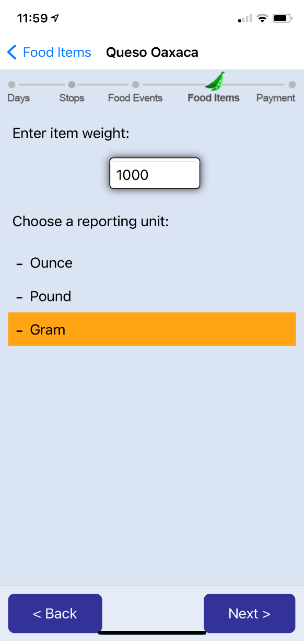 11:59
Food Items Queso Oaxaca
Days Stops Food Events Food Items Payment
Enter item weight:
1000
Choose a reporting unit:
- Ounce
- Pound
- Gram
< Back Next >